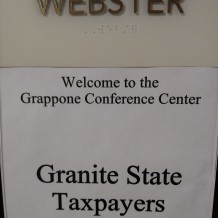 WEBSTER
Welcome to the
Grappone Conference Center
Granite State
Taxpayers